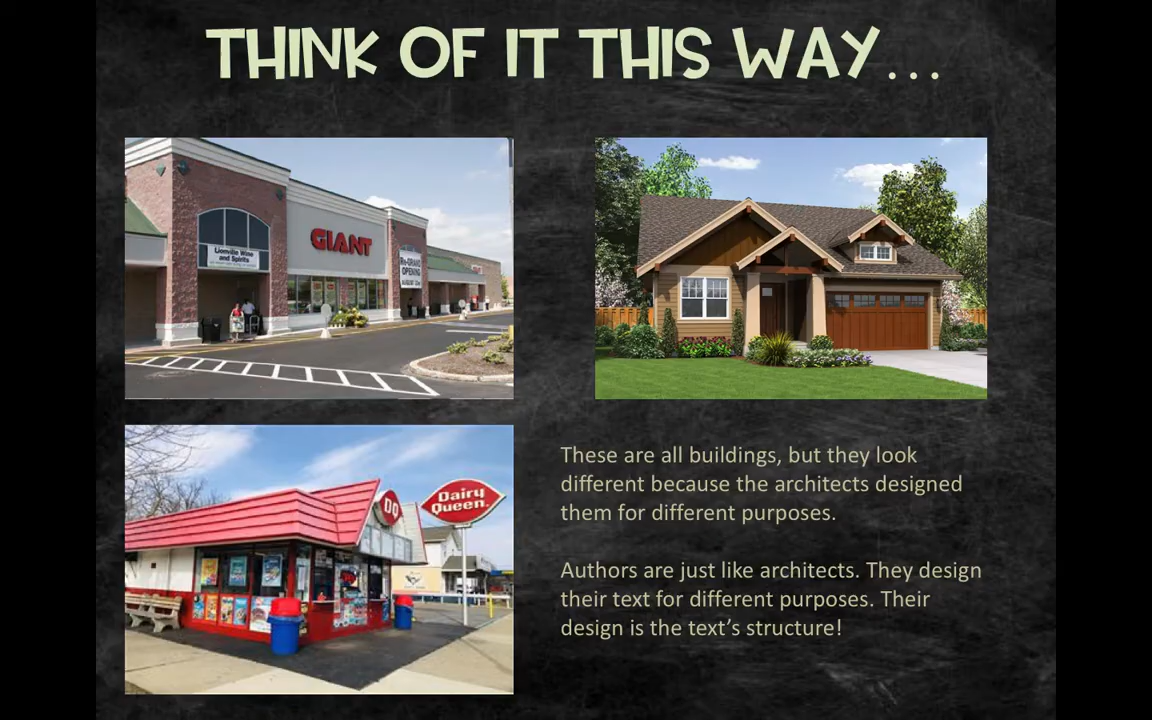 THINK OF IT THIS WAY...
GIANT
Lionville Wine
and Spirits
Re-GRAND
OPENING
Dairy
Queen.
DQ
These are all buildings, but they look
different because the architects designed
them for different purposes.
Authors are just like architects. They design
their text for different purposes. Their
design is the text's structure!